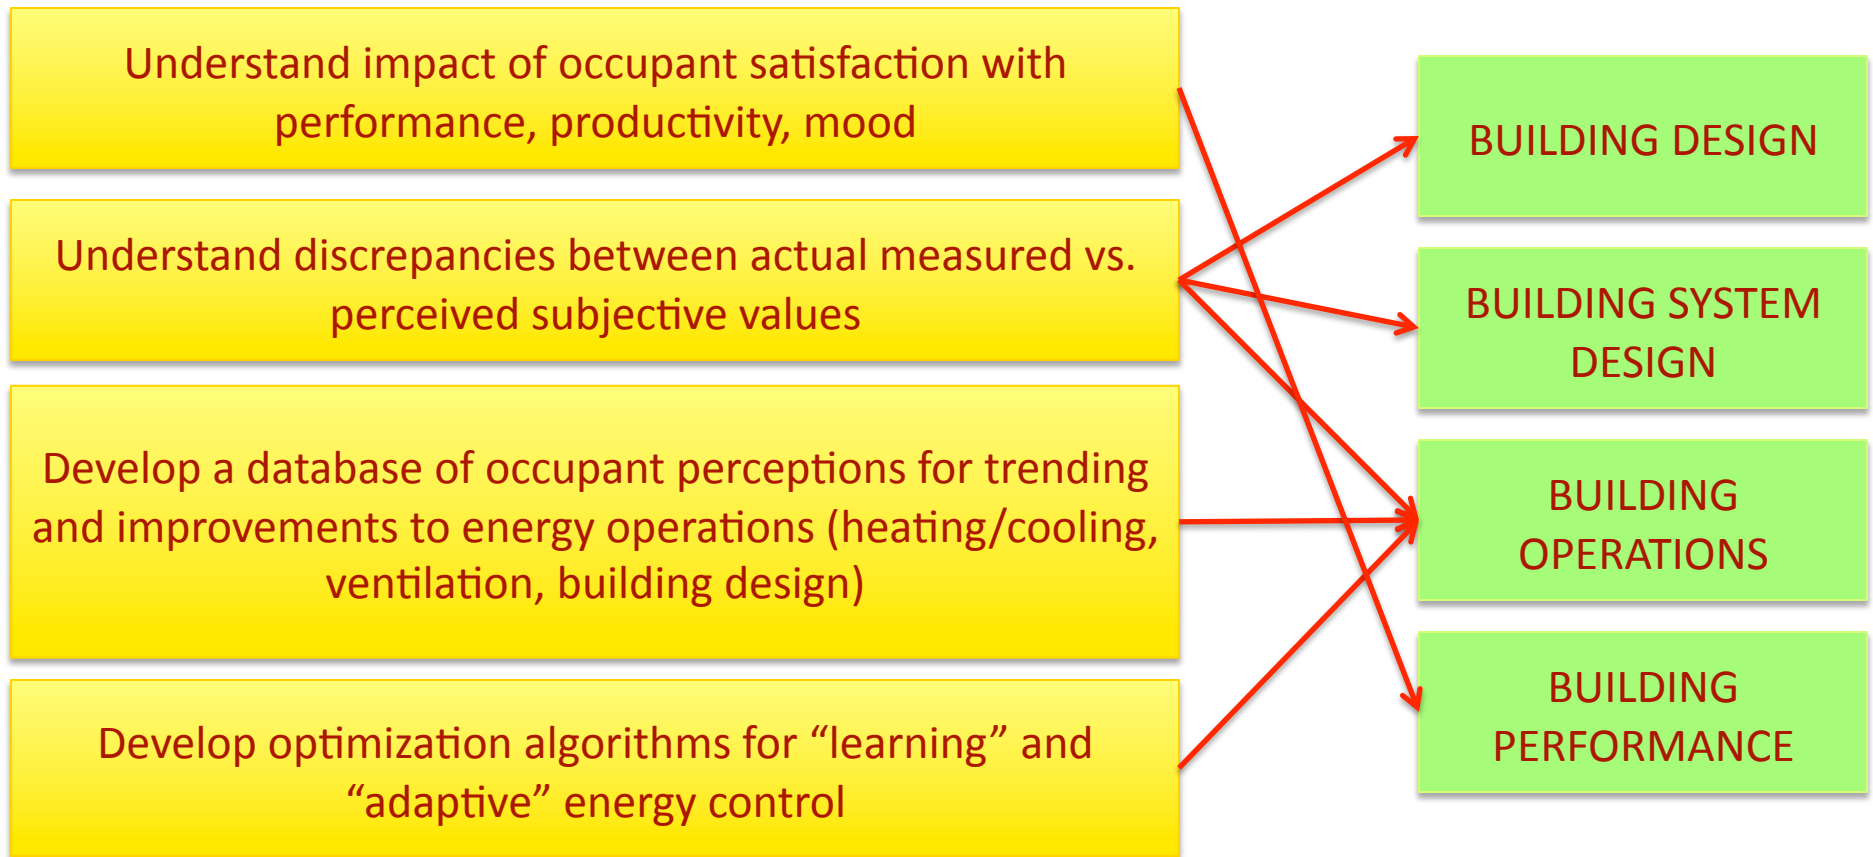 Understand impact of occupant satisfaction with
performance, productivity, mood
Understand discrepancies between actual measured vs.
perceived subjective values
Develop a database of occupant perceptions for trending
and improvements to energy operations (heating/cooling,
ventilation, building design)
Develop optimization algorithms for “learning” and
“adaptive” energy control
BUILDING DESIGN
BUILDING SYSTEM
DESIGN
BUILDING
OPERATIONS
BUILDING
PERFORMANCE